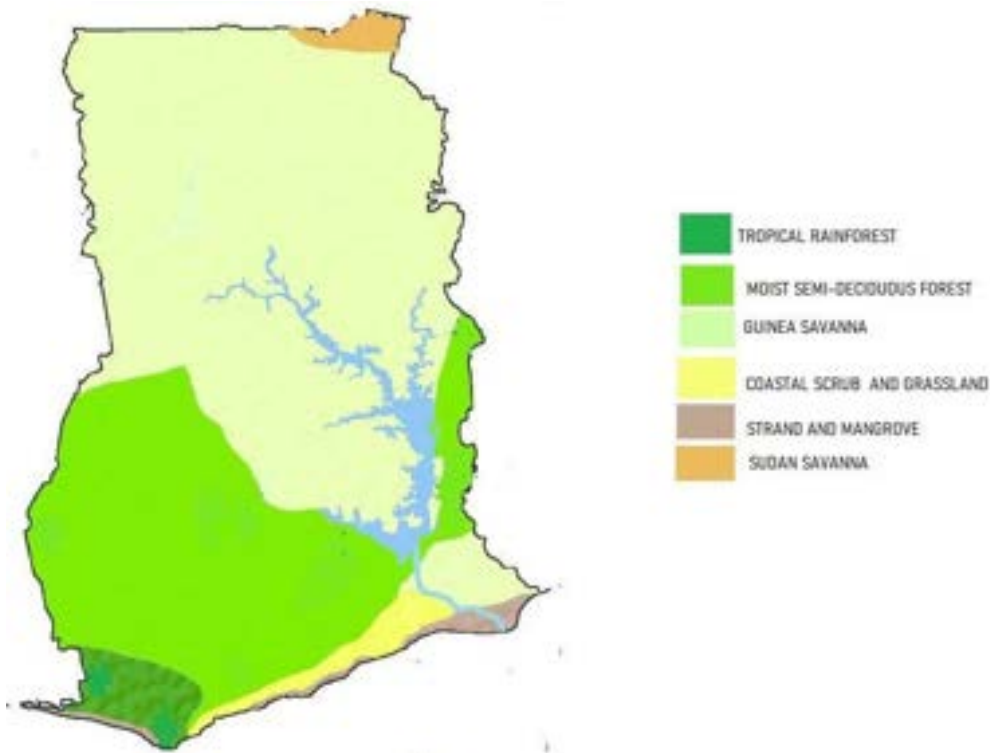 TROPICAL RAINFOREST
MOIST SEMI-DECIDUOUS FOREST
GUINEA SAVANNA
COASTAL SCRUB AND GRASSLAND
STRAND AND MANGROVE
SUDAN SAVANNA